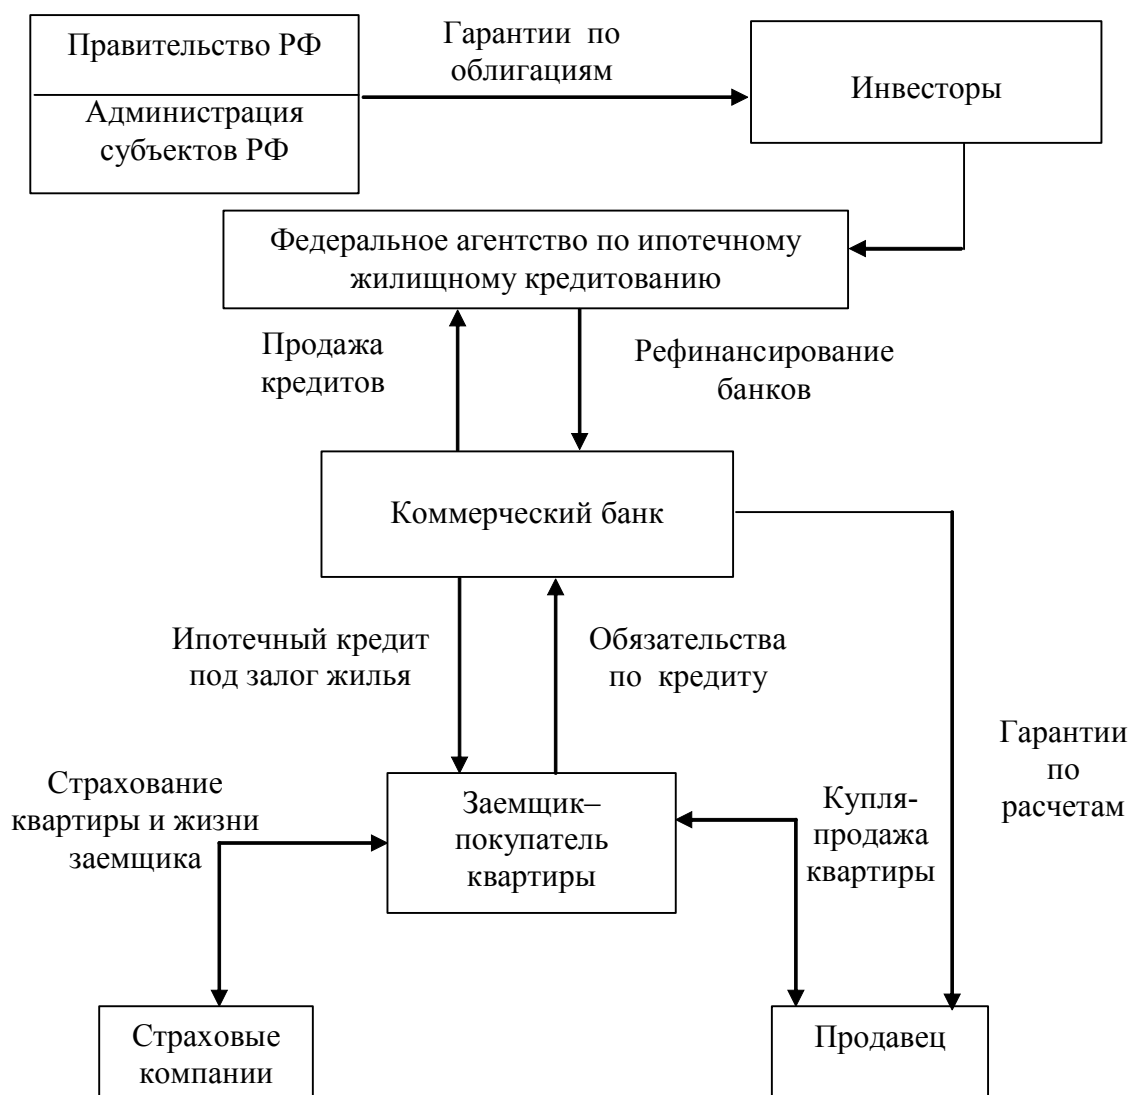 Правительство РФ
Администрация
субъектов РФ
Гарантии по
облигациям
Инвесторы
Федеральное агентство по ипотечному
жилищному кредитованию
Продажа
кредитов
Рефинансирование
банков
Коммерческий банк
Ипотечный кредит
под залог жилья
Обязательства
по кредиту
Гарантии
по
расчетам
Страхование
квартиры и жизни
заемщика
Заемщик–
покупатель
квартиры
Купля-
продажа
квартиры
Страховые
компании
Продавец